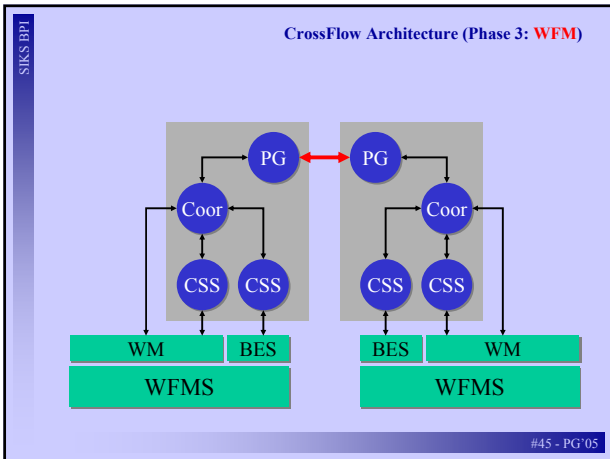 SIKS BPI
CrossFlow Architecture (Phase 3: WFM)
PG PG
Coor Coor
CSS CSS CSS CSS
WM BES BES WM
WFMS WFMS
#45 - PG'05